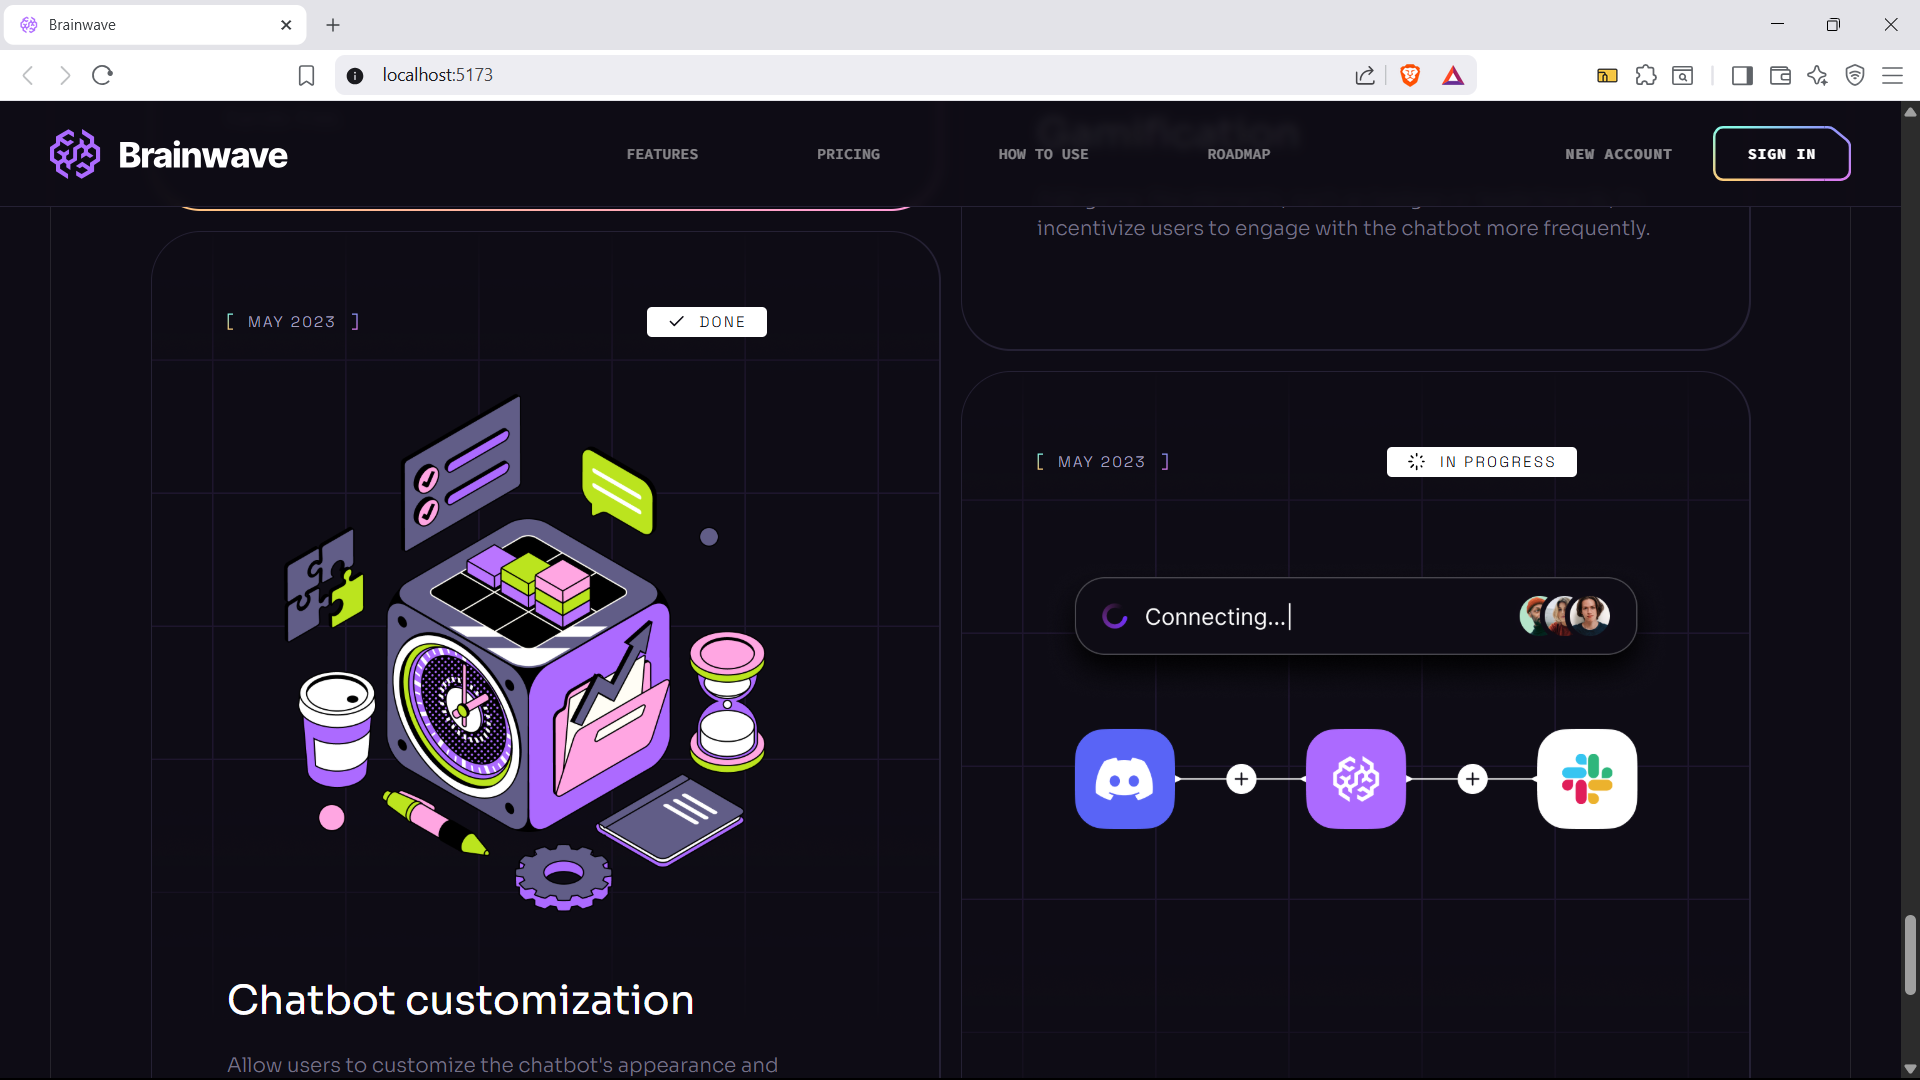 Brainwave
localhost:5173
Brainwave
FEATURES
PRICING
HOW TO USE
ROADMAP
NEW ACCOUNT
SIGN IN
Gamification
incentivize users to engage with the chatbot more frequently.
[ MAY 2023 ]
DONE
[ MAY 2023 ]
IN PROGRESS
Connecting...
Chatbot customization
Allow users to customize the chatbot's appearance and